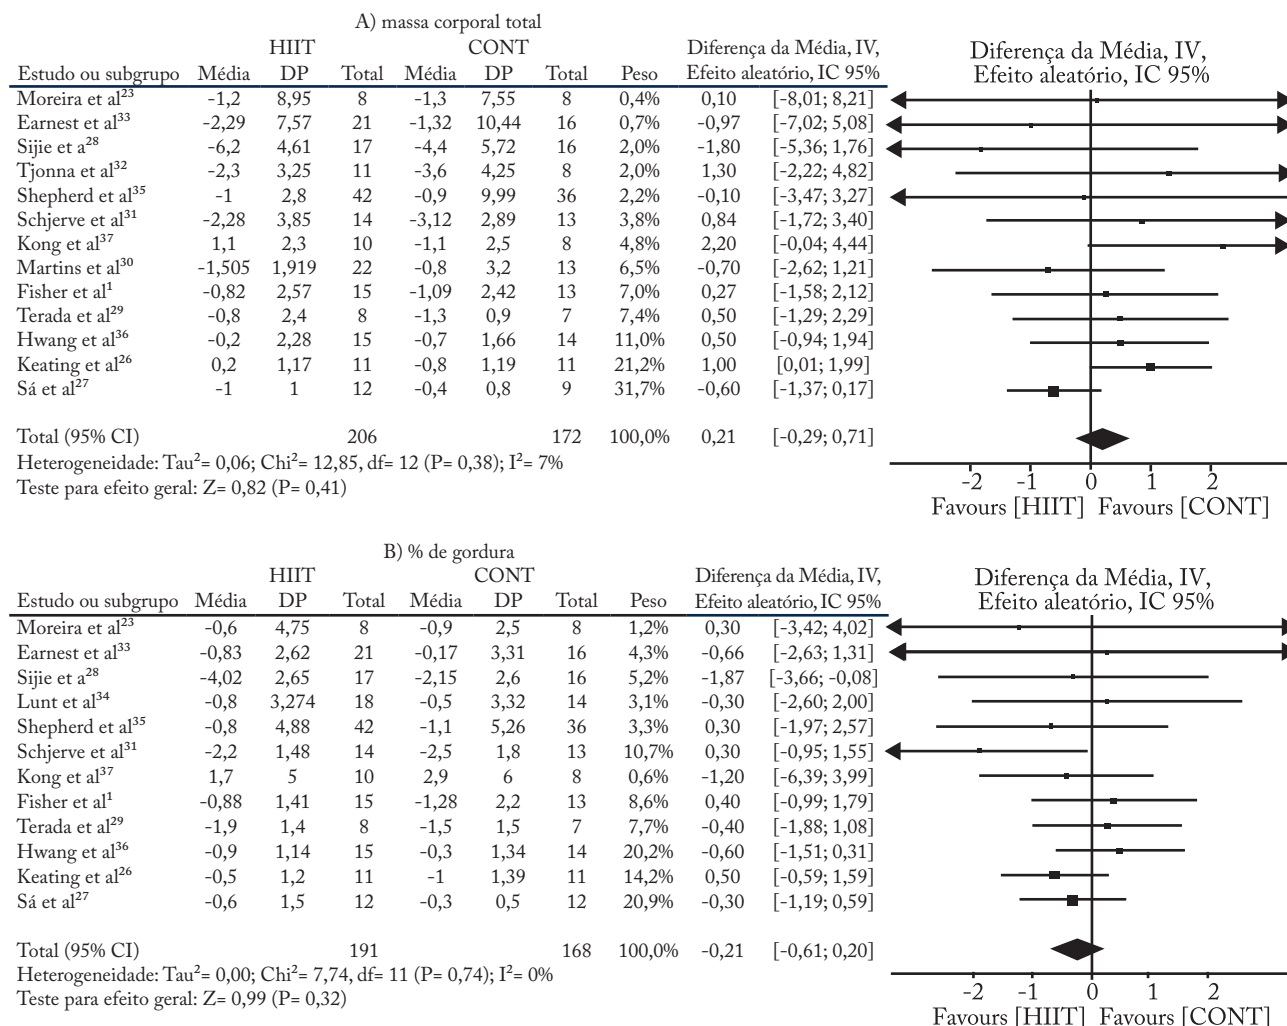 A) massa corporal total
HIIT CONT Diferença da Média, IV, Diferença da Média, IV,
Estudo ou subgrupo Média DP Total Média DP Total Peso Efeito aleatório, IC 95% Efeito aleatório, IC 95%
Moreira et al²³ -1,2 8,95 8 -1,3 7,55 8 0,4% 0,10 [-8,01; 8,21]
Earnest et al³³ -2,29 7,57 21 -1,32 10,44 16 0,7% -0,97 [-7,02; 5,08]
Sijie e a²⁸ -6,2 4,61 17 -4,4 5,72 16 2,0% -1,80 [-5,36; 1,76]
Tjonna et al³² -2,3 3,25 11 -3,6 4,25 8 2,0% 1,30 [-2,22; 4,82]
Shepherd et al³⁵ -1 2,8 42 -0,9 9,99 36 2,2% -0,10 [-3,47; 3,27]
Schjerve et al³¹ -2,28 3,85 14 -3,12 2,89 13 3,8% 0,84 [-1,72; 3,40]
Kong et al³⁷ 1,1 2,3 10 -1,1 2,5 8 4,8% 2,20 [-0,04; 4,44]
Martins et al³⁰ -1,505 1,919 22 -0,8 3,2 13 6,5% -0,70 [-2,62; 1,21]
Fisher et al¹ -0,82 2,57 15 -1,09 2,42 13 7,0% 0,27 [-1,58; 2,12]
Terada et al²⁹ -0,8 2,4 8 -1,3 0,9 7 7,4% 0,50 [-1,29; 2,29]
Hwang et al³⁶ -0,2 2,28 15 -0,7 1,66 14 11,0% 0,50 [-0,94; 1,94]
Keating et al²⁶ 0,2 1,17 11 -0,8 1,19 11 21,2% 1,00 [0,01; 1,99]
Sá et al²⁷ -1 1 12 -0,4 0,8 9 31,7% -0,60 [-1,37; 0,17]
Total (95% CI) 206 172 100,0% 0,21 [-0,29; 0,71]
Heterogeneidade: Tau²= 0,06; Chi²= 12,85, df= 12 (P= 0,38); I²= 7%
Teste para efeito geral: Z= 0,82 (P= 0,41)
-2 -1 0 1 2
Favours [HIIT] Favours [CONT]
B) % de gordura
HIIT CONT Diferença da Média, IV, Diferença da Média, IV,
Estudo ou subgrupo Média DP Total Média DP Total Peso Efeito aleatório, IC 95% Efeito aleatório, IC 95%
Moreira et al²³ -0,6 4,75 8 -0,9 2,5 8 1,2% 0,30 [-3,42; 4,02]
Earnest et al³³ -0,83 2,62 21 -0,17 3,31 16 4,3% -0,66 [-2,63; 1,31]
Sijie e a²⁸ -4,02 2,65 17 -2,15 2,6 16 5,2% -1,87 [-3,66; -0,08]
Lunt et al³⁴ -0,8 3,274 18 -0,5 3,32 14 3,1% -0,30 [-2,60; 2,00]
Shepherd et al³⁵ -0,8 4,88 42 -1,1 5,26 36 3,3% 0,30 [-1,97; 2,57]
Schjerve et al³¹ -2,2 1,48 14 -2,5 1,8 13 10,7% 0,30 [-0,95; 1,55]
Kong et al³⁷ 1,7 5 10 2,9 6 8 0,6% -1,20 [-6,39; 3,99]
Fisher et al¹ -0,88 1,41 15 -1,28 2,2 13 8,6% 0,40 [-0,99; 1,79]
Terada et al²⁹ -1,9 1,4 8 -1,5 1,5 7 7,7% -0,40 [-1,88; 1,08]
Hwang et al³⁶ -0,9 1,14 15 -0,3 1,34 14 20,2% -0,60 [-1,51; 0,31]
Keating et al²⁶ -0,5 1,2 11 -1 1,39 11 14,2% 0,50 [-0,59; 1,59]
Sá et al²⁷ -0,6 1,5 12 -0,3 0,5 12 20,9% -0,30 [-1,19; 0,59]
Total (95% CI) 191 168 100,0% -0,21 [-0,61; 0,20]
Heterogeneidade: Tau²= 0,00; Chi²= 7,74, df= 11 (P= 0,74); I²= 0%
Teste para efeito geral: Z= 0,99 (P= 0,32)
-2 -1 0 1 2
Favours [HIIT] Favours [CONT]